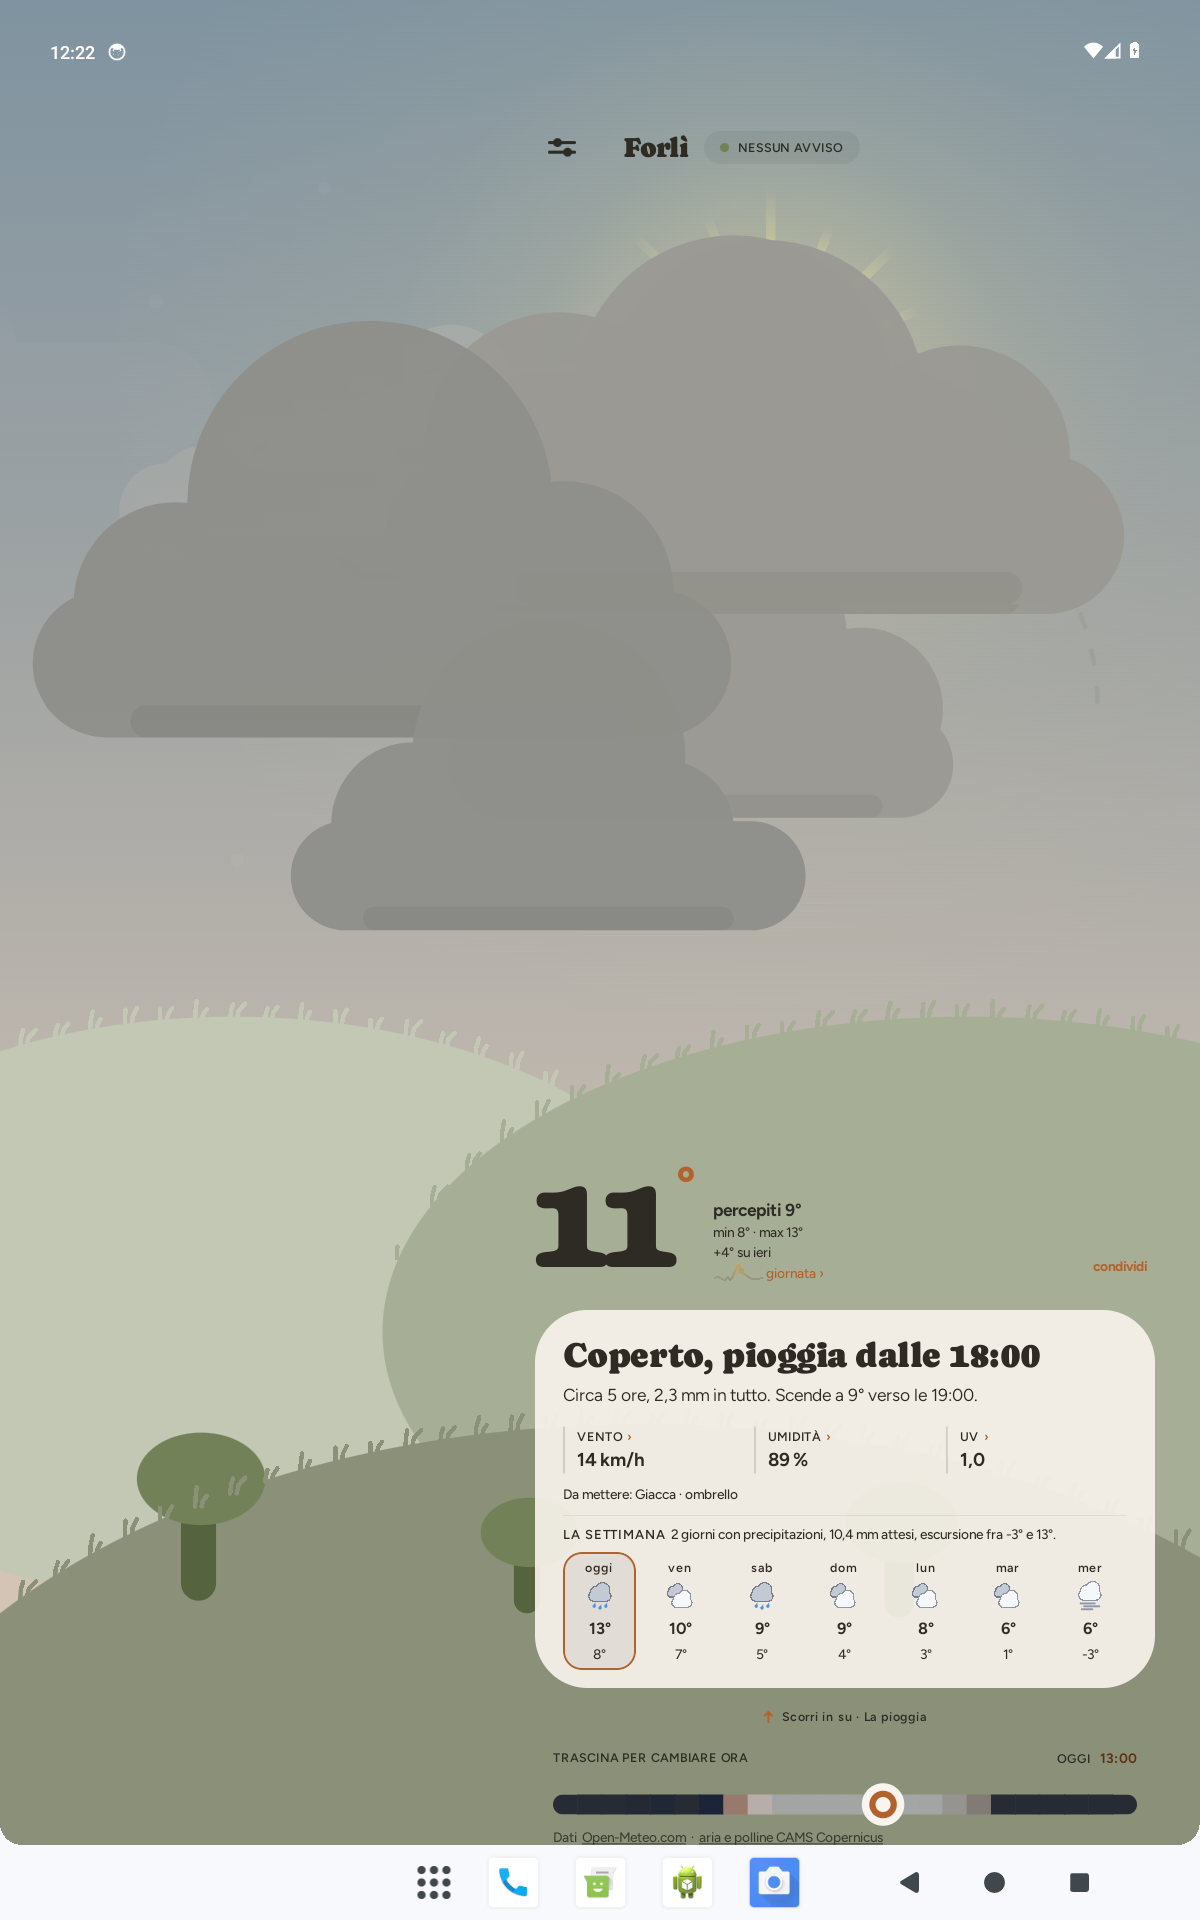 12:22
Forlì NESSUN AVVISO
11°
percepiti 9°
min 8° · max 13°
+4° su ieri
giornata ›
condividi
Coperto, pioggia dalle 18:00
Circa 5 ore, 2,3 mm in tutto. Scende a 9° verso le 19:00.
VENTO › UMIDITÀ › UV ›
14 km/h 89 % 1,0
Da mettere: Giacca · ombrello
LA SETTIMANA 2 giorni con precipitazioni, 10,4 mm attesi, escursione fra -3° e 13°.
oggi ven sab dom lun mar mer
13° 10° 9° 9° 8° 6° 6°
8° 7° 5° 4° 3° 1° -3°
↑ Scorri in su · La pioggia
TRASCINA PER CAMBIARE ORA OGGI 13:00
Dati Open-Meteo.com · aria e polline CAMS Copernicus